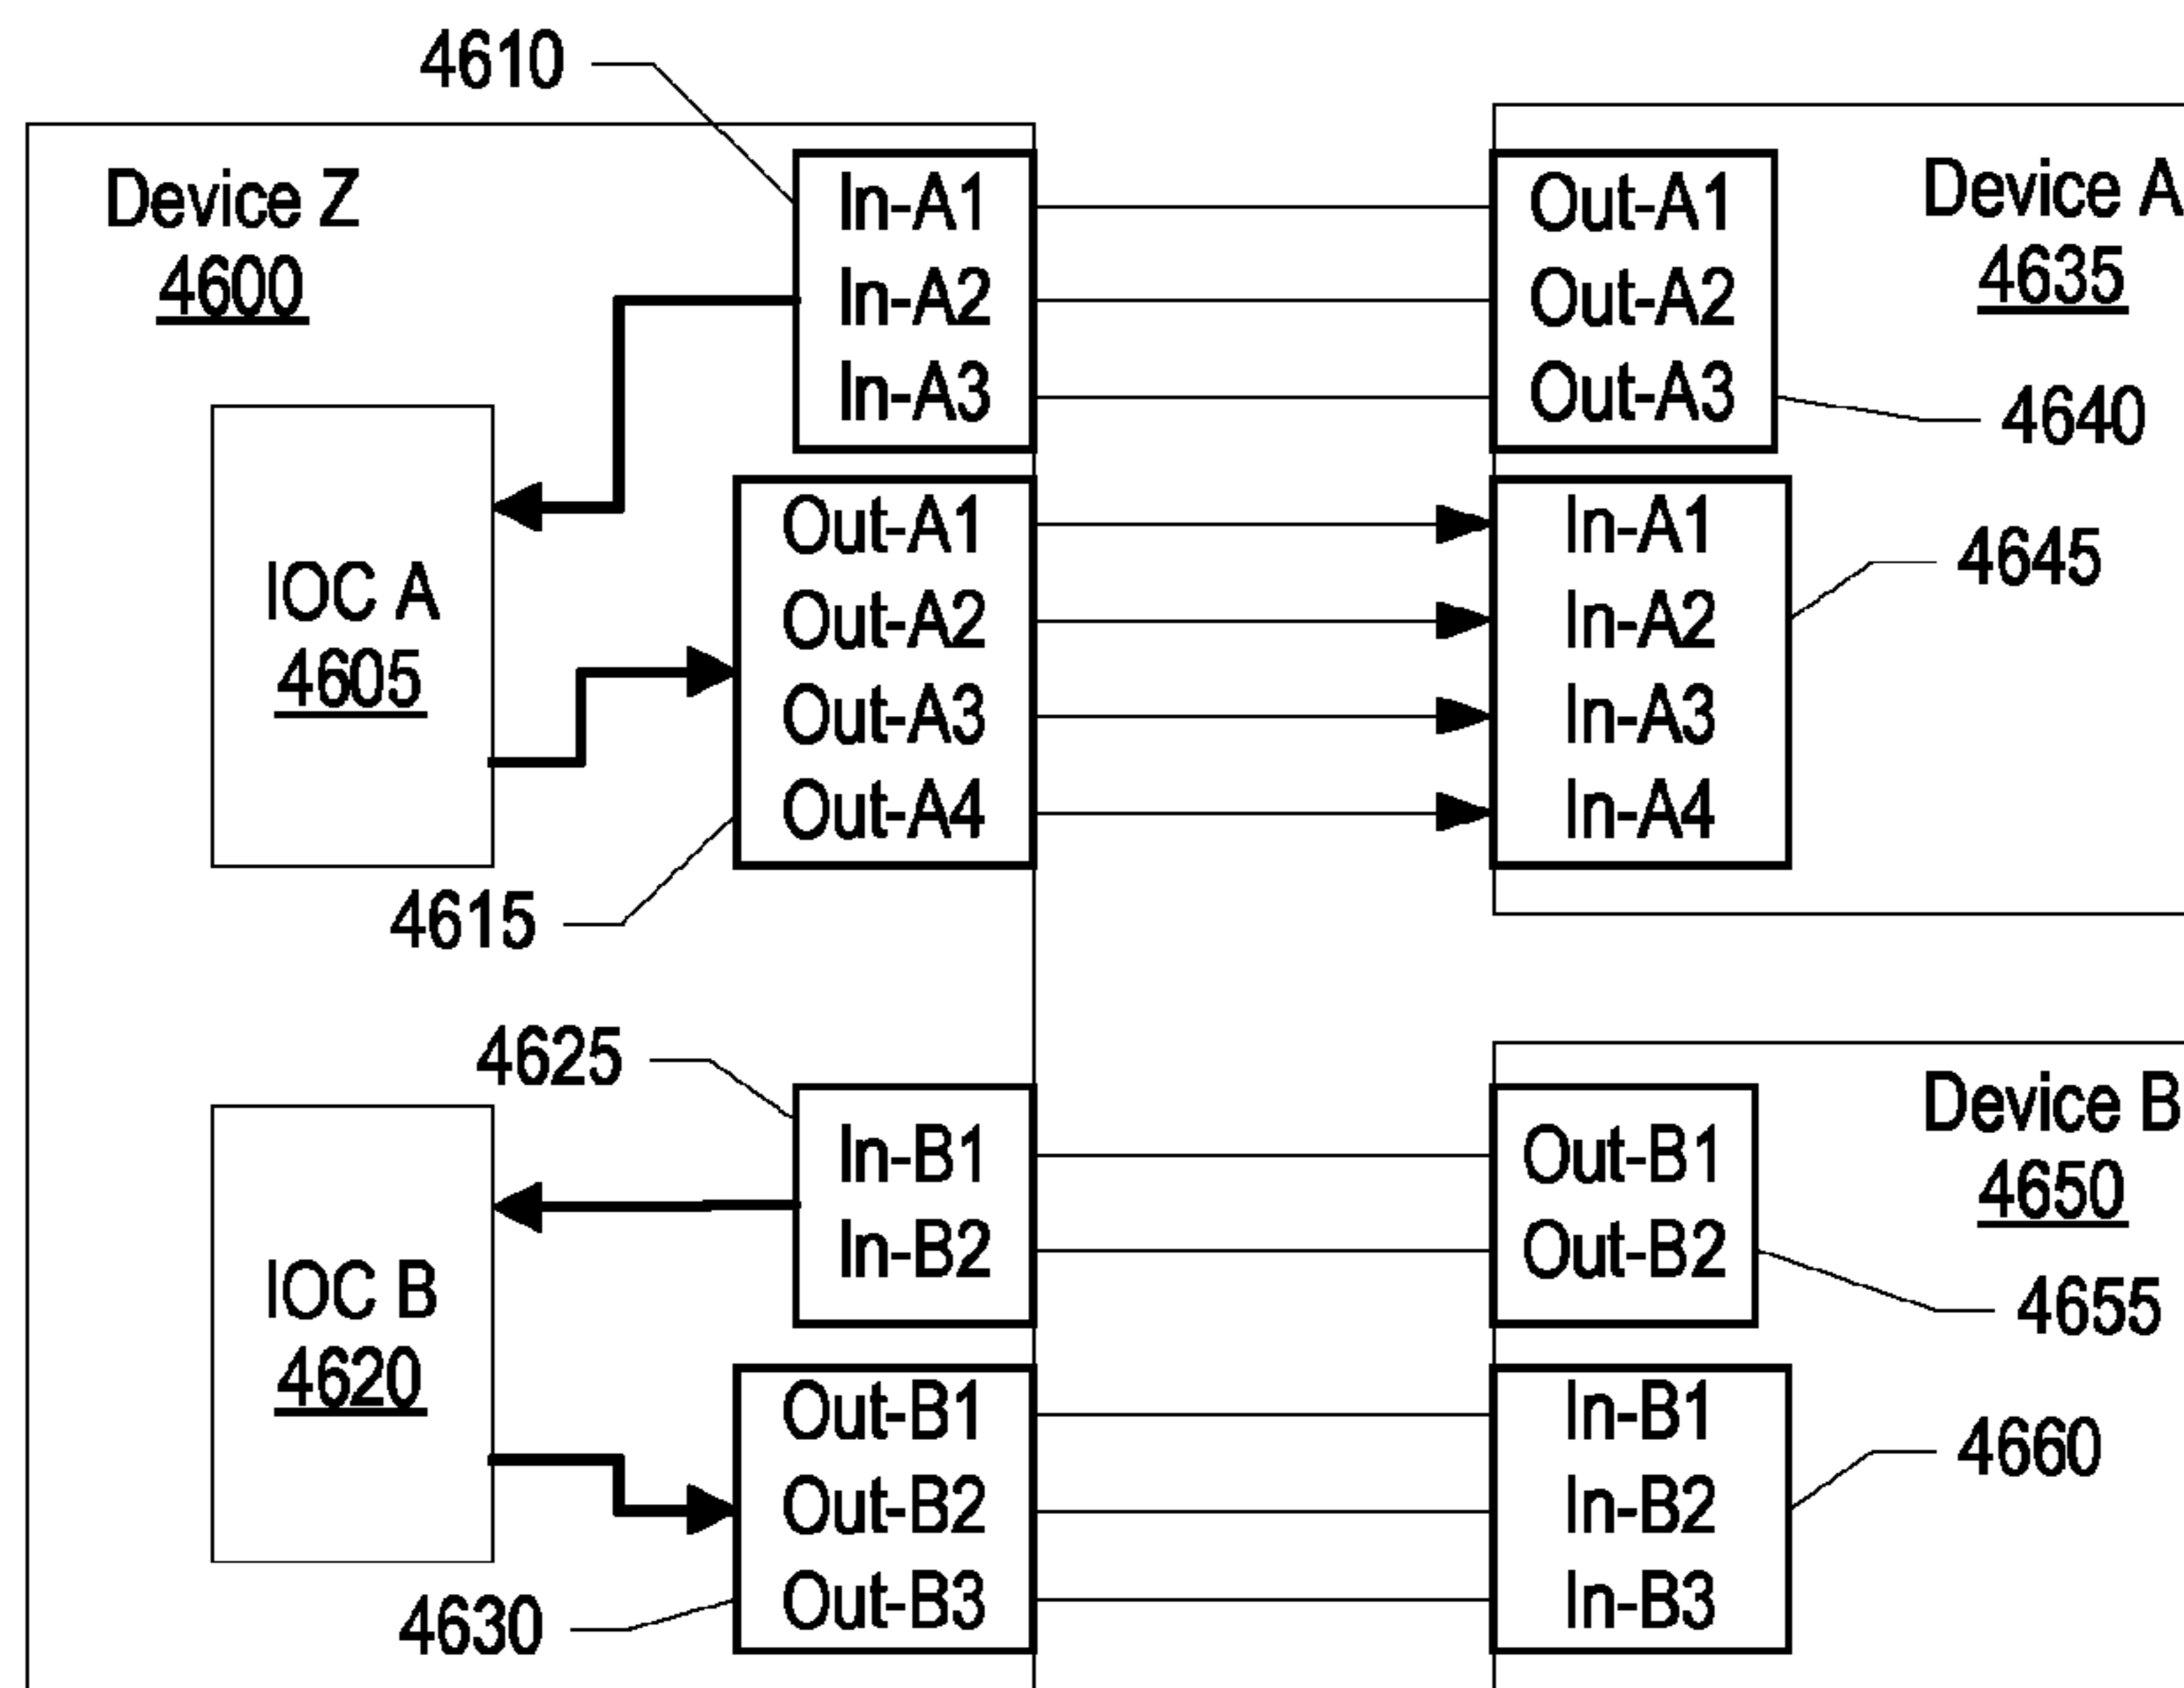 4610
Device Z
4600
In-A1
In-A2
In-A3
Out-A1
Out-A2
Out-A3
Device A
4635
4640
IOC A
4605
Out-A1
Out-A2
Out-A3
Out-A4
In-A1
In-A2
In-A3
In-A4
4645
4615
4625
In-B1
In-B2
Out-B1
Out-B2
Device B
4650
4655
IOC B
4620
Out-B1
Out-B2
Out-B3
In-B1
In-B2
In-B3
4660
4630